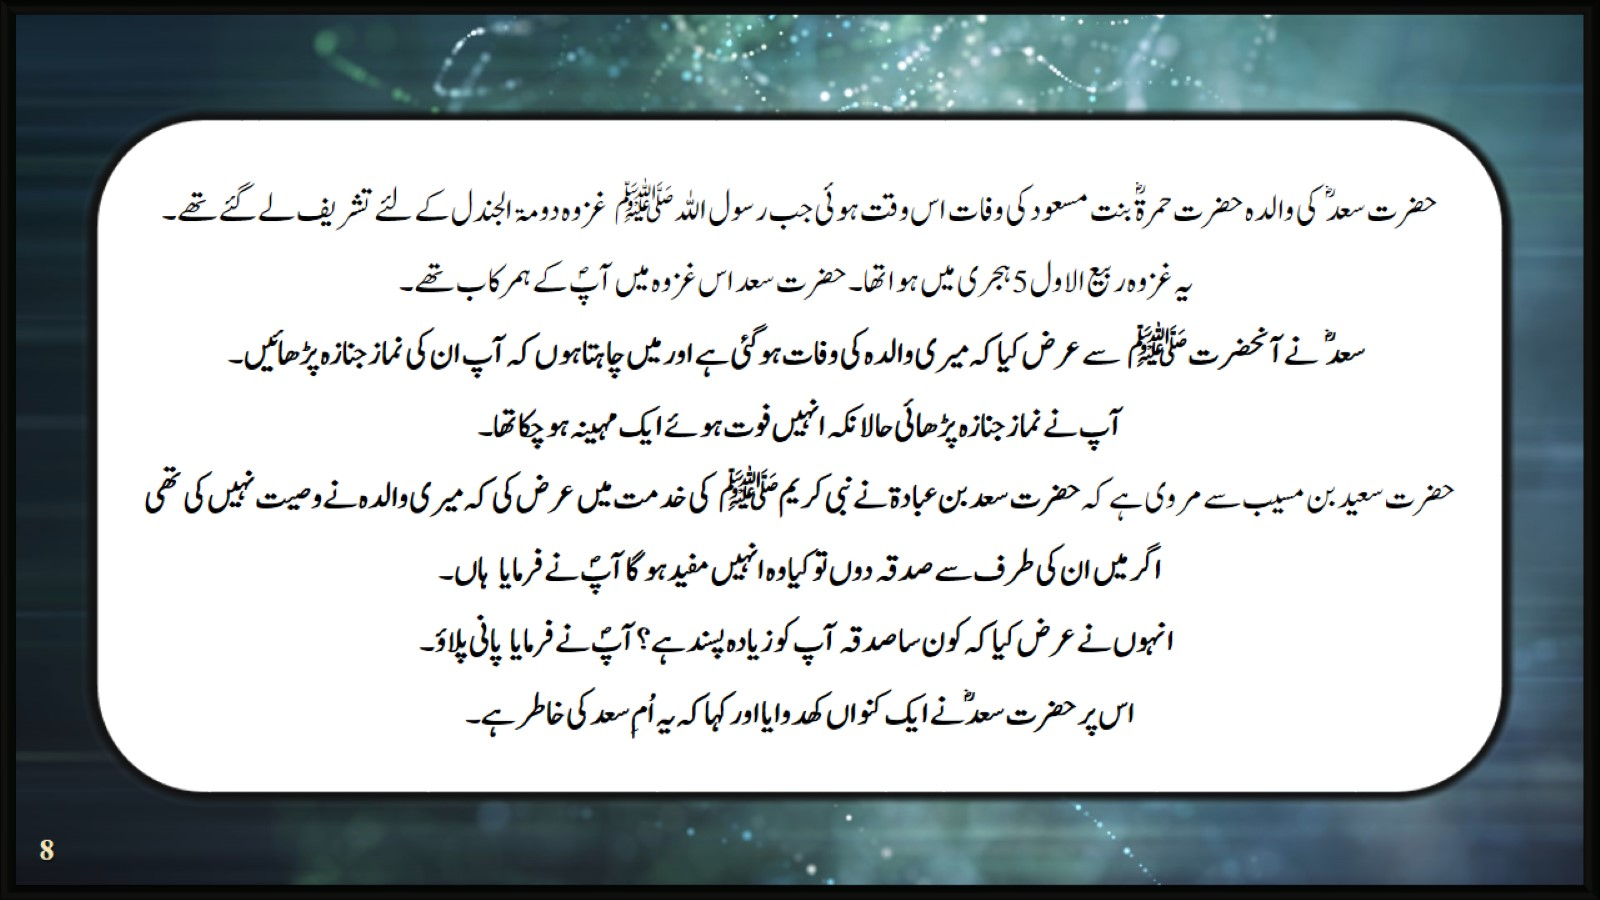 حضرت سعدؓ کی والدہ حضرت حمرۃؓ بنت مسعود کی وفات اس وقت ہوئی جب رسول اللہ ﷺ غزوہ دومۃ الجندل کے لئے تشریف لے گئے تھے۔
یہ غزوہ ربیع الاول 5 ہجری میں ہوا تھا۔ حضرت سعد اس غزوہ میں آپؐ کے ہمرکاب تھے۔
سعدؓ نے آنحضرت ﷺ سے عرض کیا کہ میری والدہ کی وفات ہو گئی ہے اور میں چاہتا ہوں کہ آپ ان کی نماز جنازہ پڑھائیں۔
آپ نے نماز جنازہ پڑھائی حالانکہ انہیں فوت ہوئے ایک مہینہ ہو چکا تھا۔
حضرت سعید بن مسیب سے مروی ہے کہ حضرت سعد بن عبادۃ نے نبی کریم ﷺ کی خدمت میں عرض کی کہ میری والدہ نے وصیت نہیں کی تھی
اگر میں ان کی طرف سے صدقہ دوں تو کیا وہ انہیں مفید ہو گا آپؐ نے فرمایا ہاں۔
انہوں نے عرض کیا کہ کون سا صدقہ آپ کو زیادہ پسند ہے؟ آپؐ نے فرمایا پانی پلاؤ۔
اس پر حضرت سعدؓ نے ایک کنواں کھدوایا اور کہا کہ یہ اُمِ سعد کی خاطر ہے۔
8